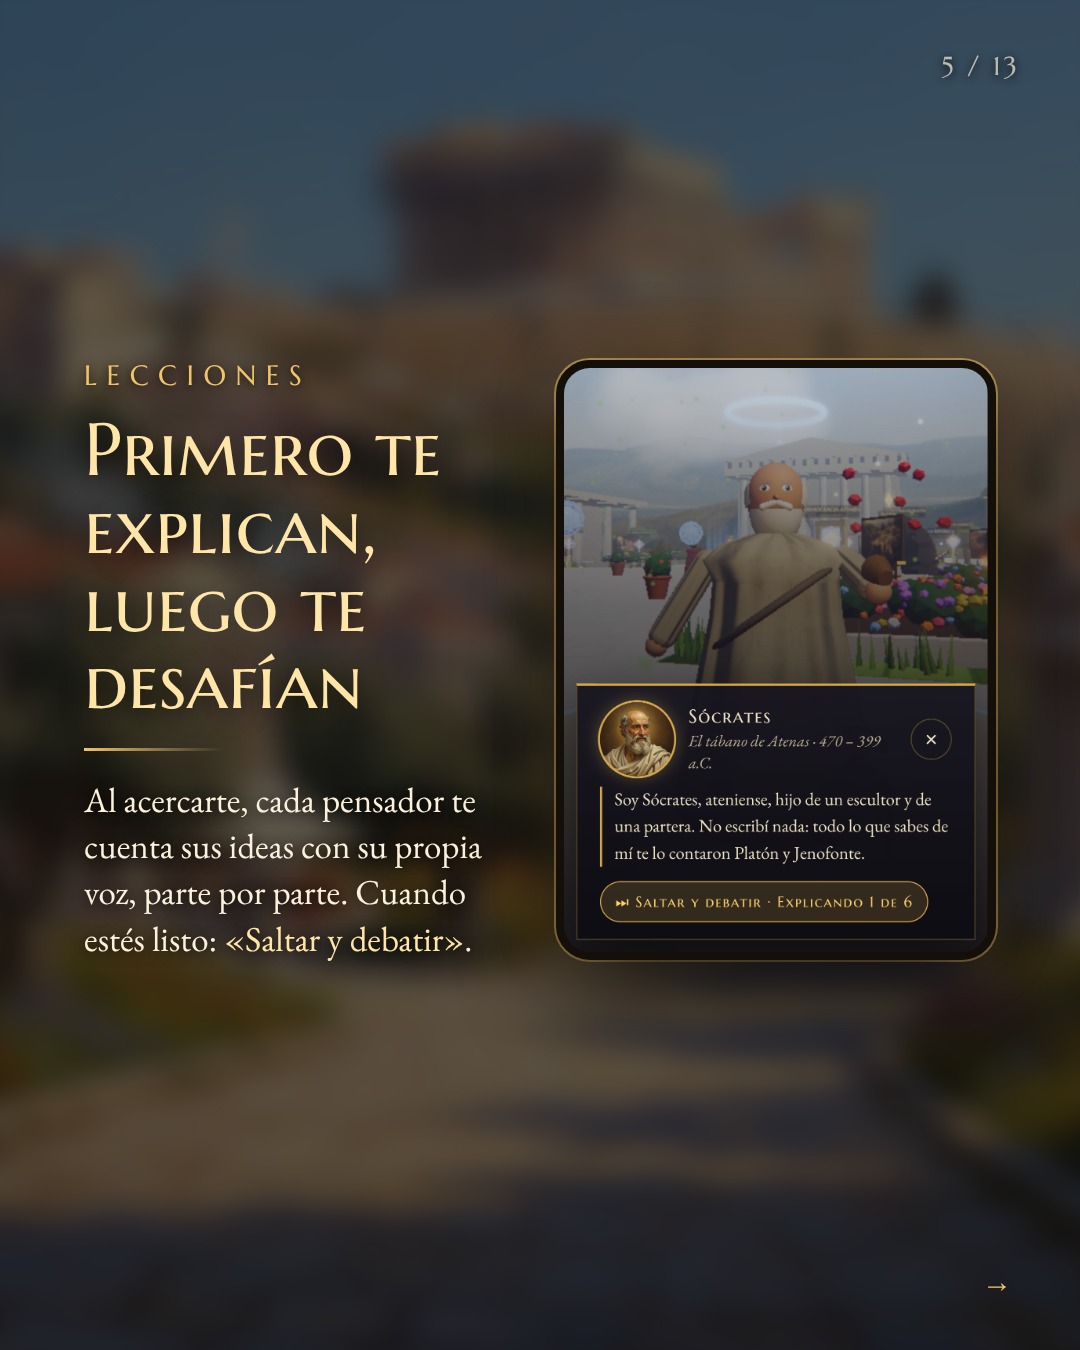 5 / 13
LECCIONES
PRIMERO TE
EXPLICAN,
LUEGO TE
DESAFÍAN
Al acercarte, cada pensador te
cuenta sus ideas con su propia
voz, parte por parte. Cuando
estés listo: «Saltar y debatir».
SÓCRATES
El tábano de Atenas · 470 – 399
a.C.
✕
Soy Sócrates, ateniense, hijo de un escultor y de
una partera. No escribí nada: todo lo que sabes de
mí te lo contaron Platón y Jenofonte.
⏭ SALTAR Y DEBATIR · EXPLICANDO 1 DE 6
→